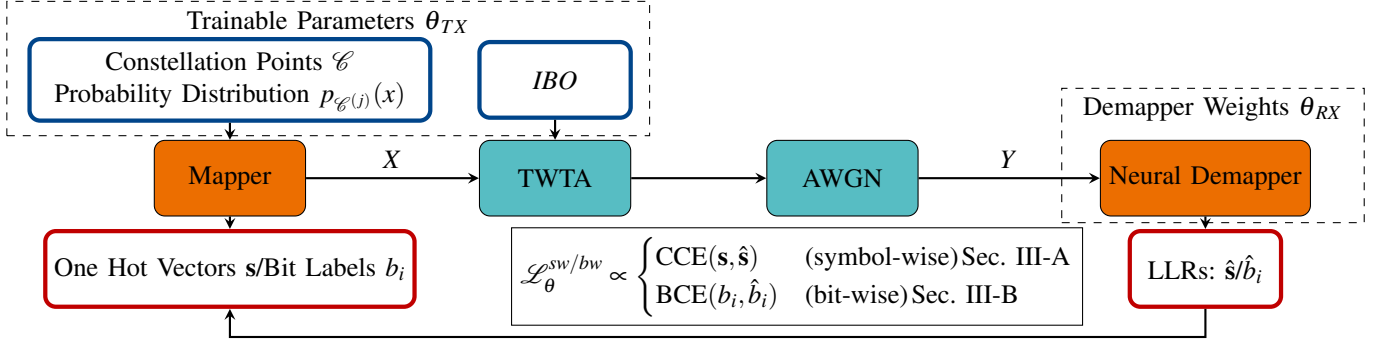 Trainable Parameters θ_TX
Constellation Points 𝒞
Probability Distribution p_{𝒞^(j)}(x)
IBO
Demapper Weights θ_RX
Mapper
X
TWTA
AWGN
Y
Neural Demapper
One Hot Vectors s/Bit Labels b_i
ℒ_θ^{sw/bw} ∝ {
CCE(s, ŝ) (symbol-wise) Sec. III-A
BCE(b_i, b̂_i) (bit-wise) Sec. III-B
LLRs: ŝ/b̂_i